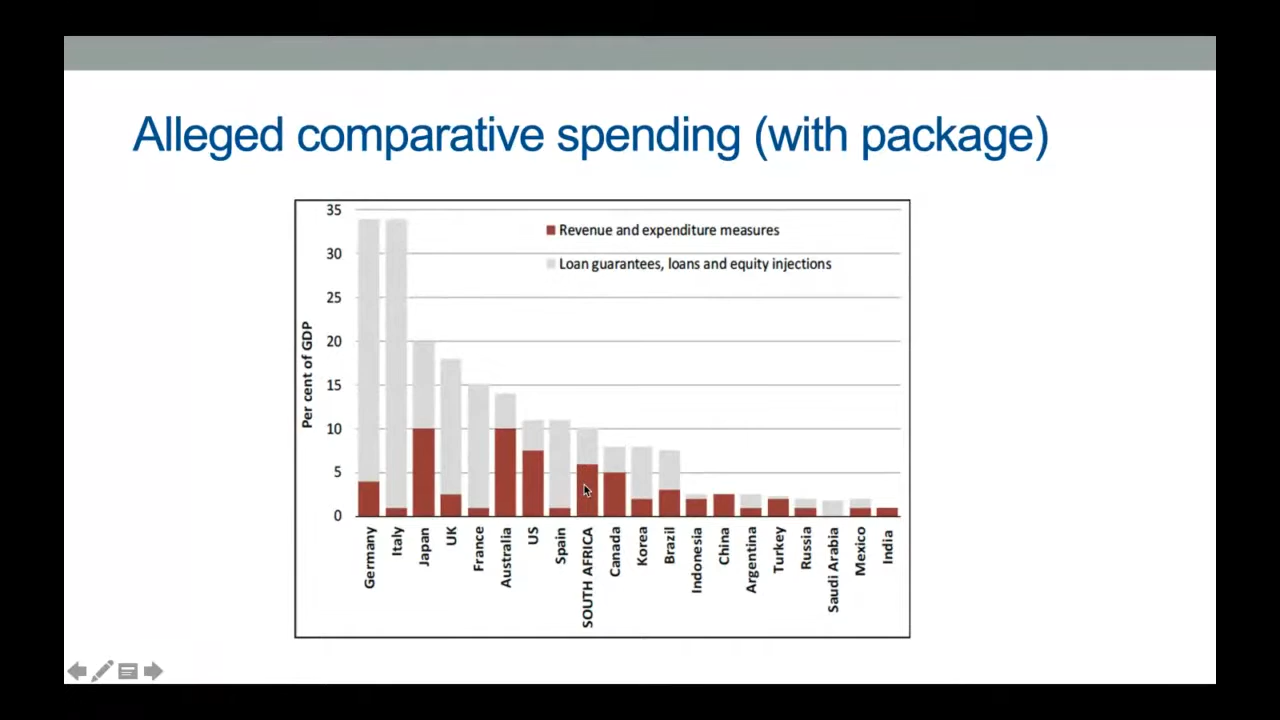 Alleged comparative spending (with package)
35
30
25
20
15
10
5
0
Per cent of GDP
Revenue and expenditure measures
Loan guarantees, loans and equity injections
Germany
Italy
Japan
UK
France
Australia
US
Spain
SOUTH AFRICA
Canada
Korea
Brazil
Indonesia
China
Argentina
Turkey
Russia
Saudi Arabia
Mexico
India